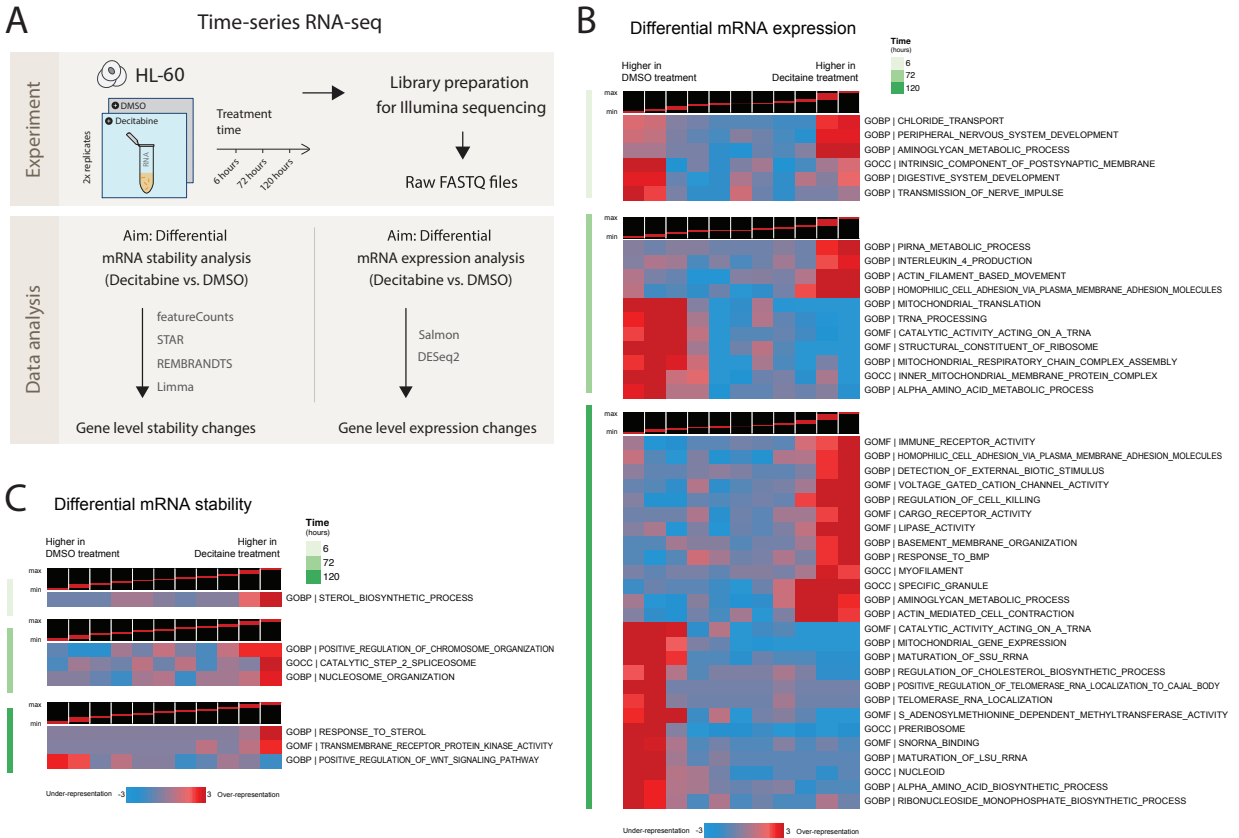 A
Time-series RNA-seq
Experiment
HL-60
DMSO
Decitabine
RNA
2x replicates
Treatment
time
6 hours
72 hours
120 hours
Library preparation
for Illumina sequencing
Raw FASTQ files
Data analysis
Aim: Differential
mRNA stability analysis
(Decitabine vs. DMSO)
featureCounts
STAR
REMBRANDTS
Limma
Gene level stability changes
Aim: Differential
mRNA expression analysis
(Decitabine vs. DMSO)
Salmon
DESeq2
Gene level expression changes
B
Differential mRNA expression
Time
(hours)
6
72
120
Higher in
DMSO treatment
Higher in
Decitaine treatment
max
min
GOBP | CHLORIDE_TRANSPORT
GOBP | PERIPHERAL_NERVOUS_SYSTEM_DEVELOPMENT
GOBP | AMINOGLYCAN_METABOLIC_PROCESS
GOCC | INTRINSIC_COMPONENT_OF_POSTSYNAPTIC_MEMBRANE
GOBP | DIGESTIVE_SYSTEM_DEVELOPMENT
GOBP | TRANSMISSION_OF_NERVE_IMPULSE
max
min
GOBP | PIRNA_METABOLIC_PROCESS
GOBP | INTERLEUKIN_4_PRODUCTION
GOBP | ACTIN_FILAMENT_BASED_MOVEMENT
GOBP | HOMOPHILIC_CELL_ADHESION_VIA_PLASMA_MEMBRANE_ADHESION_MOLECULES
GOBP | MITOCHONDRIAL_TRANSLATION
GOBP | TRNA_PROCESSING
GOMF | CATALYTIC_ACTIVITY_ACTING_ON_A_TRNA
GOMF | STRUCTURAL_CONSTITUENT_OF_RIBOSOME
GOBP | MITOCHONDRIAL_RESPIRATORY_CHAIN_COMPLEX_ASSEMBLY
GOCC | INNER_MITOCHONDRIAL_MEMBRANE_PROTEIN_COMPLEX
GOBP | ALPHA_AMINO_ACID_METABOLIC_PROCESS
max
min
GOMF | IMMUNE_RECEPTOR_ACTIVITY
GOBP | HOMOPHILIC_CELL_ADHESION_VIA_PLASMA_MEMBRANE_ADHESION_MOLECULES
GOBP | DETECTION_OF_EXTERNAL_BIOTIC_STIMULUS
GOMF | VOLTAGE_GATED_CATION_CHANNEL_ACTIVITY
GOBP | REGULATION_OF_CELL_KILLING
GOMF | CARGO_RECEPTOR_ACTIVITY
GOMF | LIPASE_ACTIVITY
GOBP | BASEMENT_MEMBRANE_ORGANIZATION
GOBP | RESPONSE_TO_BMP
GOCC | MYOFILAMENT
GOCC | SPECIFIC_GRANULE
GOBP | AMINOGLYCAN_METABOLIC_PROCESS
GOBP | ACTIN_MEDIATED_CELL_CONTRACTION
GOMF | CATALYTIC_ACTIVITY_ACTING_ON_A_TRNA
GOBP | MITOCHONDRIAL_GENE_EXPRESSION
GOBP | MATURATION_OF_SSU_RRNA
GOBP | REGULATION_OF_CHOLESTEROL_BIOSYNTHETIC_PROCESS
GOBP | POSITIVE_REGULATION_OF_TELOMERASE_RNA_LOCALIZATION_TO_CAJAL_BODY
GOBP | TELOMERASE_RNA_LOCALIZATION
GOMF | S_ADENOSYLMETHIONINE_DEPENDENT_METHYLTRANSFERASE_ACTIVITY
GOCC | PRERIBOSOME
GOMF | SNORNA_BINDING
GOBP | MATURATION_OF_LSU_RRNA
GOCC | NUCLEOID
GOBP | ALPHA_AMINO_ACID_BIOSYNTHETIC_PROCESS
GOBP | RIBONUCLEOSIDE_MONOPHOSPHATE_BIOSYNTHETIC_PROCESS
Under-representation -3 3 Over-representation
C
Differential mRNA stability
Time
(hours)
6
72
120
Higher in
DMSO treatment
Higher in
Decitaine treatment
max
min
GOBP | STEROL_BIOSYNTHETIC_PROCESS
max
min
GOBP | POSITIVE_REGULATION_OF_CHROMOSOME_ORGANIZATION
GOCC | CATALYTIC_STEP_2_SPLICEOSOME
GOBP | NUCLEOSOME_ORGANIZATION
max
min
GOBP | RESPONSE_TO_STEROL
GOMF | TRANSMEMBRANE_RECEPTOR_PROTEIN_KINASE_ACTIVITY
GOBP | POSITIVE_REGULATION_OF_WNT_SIGNALING_PATHWAY
Under-representation -3 3 Over-representation